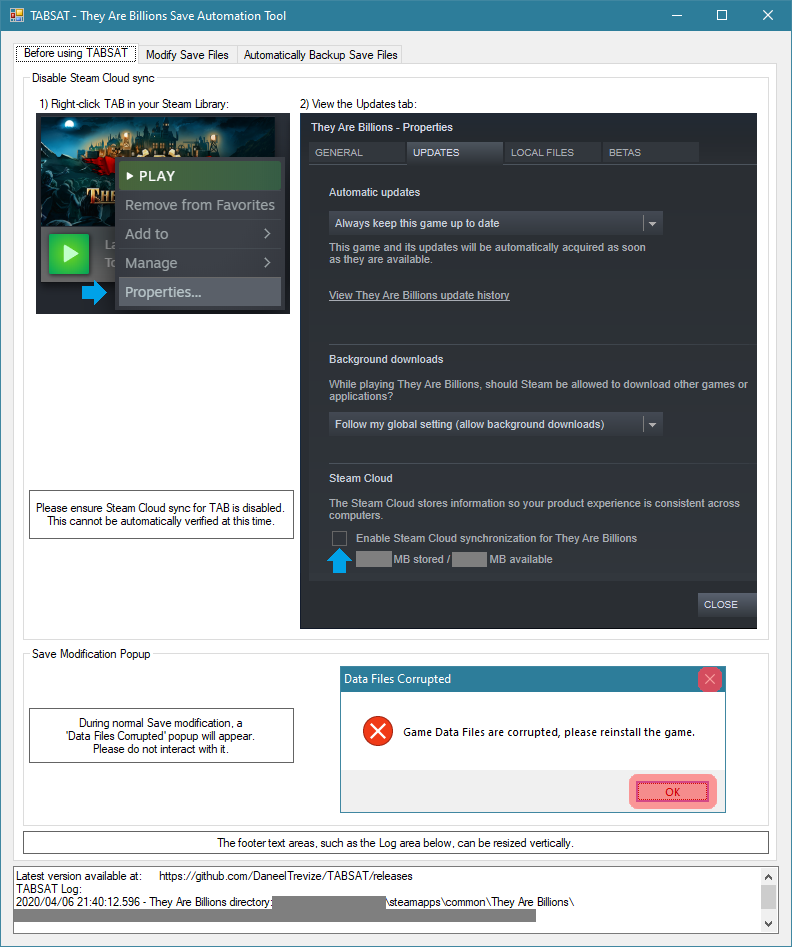 TABSAT - They Are Billions Save Automation Tool
Before using TABSAT
Modify Save Files
Automatically Backup Save Files
Disable Steam Cloud sync
1) Right-click TAB in your Steam Library:
2) View the Updates tab:
PLAY
Remove from Favorites
Add to
Manage
Properties...
They Are Billions - Properties
GENERAL
UPDATES
LOCAL FILES
BETAS
Automatic updates
Always keep this game up to date
This game and its updates will be automatically acquired as soon
as they are available.
View They Are Billions update history
Background downloads
While playing They Are Billions, should Steam be allowed to download other games or
applications?
Follow my global setting (allow background downloads)
Steam Cloud
The Steam Cloud stores information so your product experience is consistent across
computers.
Enable Steam Cloud synchronization for They Are Billions
MB stored / MB available
CLOSE
Please ensure Steam Cloud sync for TAB is disabled.
This cannot be automatically verified at this time.
Save Modification Popup
During normal Save modification, a
'Data Files Corrupted' popup will appear.
Please do not interact with it.
Data Files Corrupted
Game Data Files are corrupted, please reinstall the game.
OK
The footer text areas, such as the Log area below, can be resized vertically.
Latest version available at: https://github.com/DaneelTrevize/TABSAT/releases
TABSAT Log:
2020/04/06 21:40:12.596 - They Are Billions directory: \steamapps\common\They Are Billions\